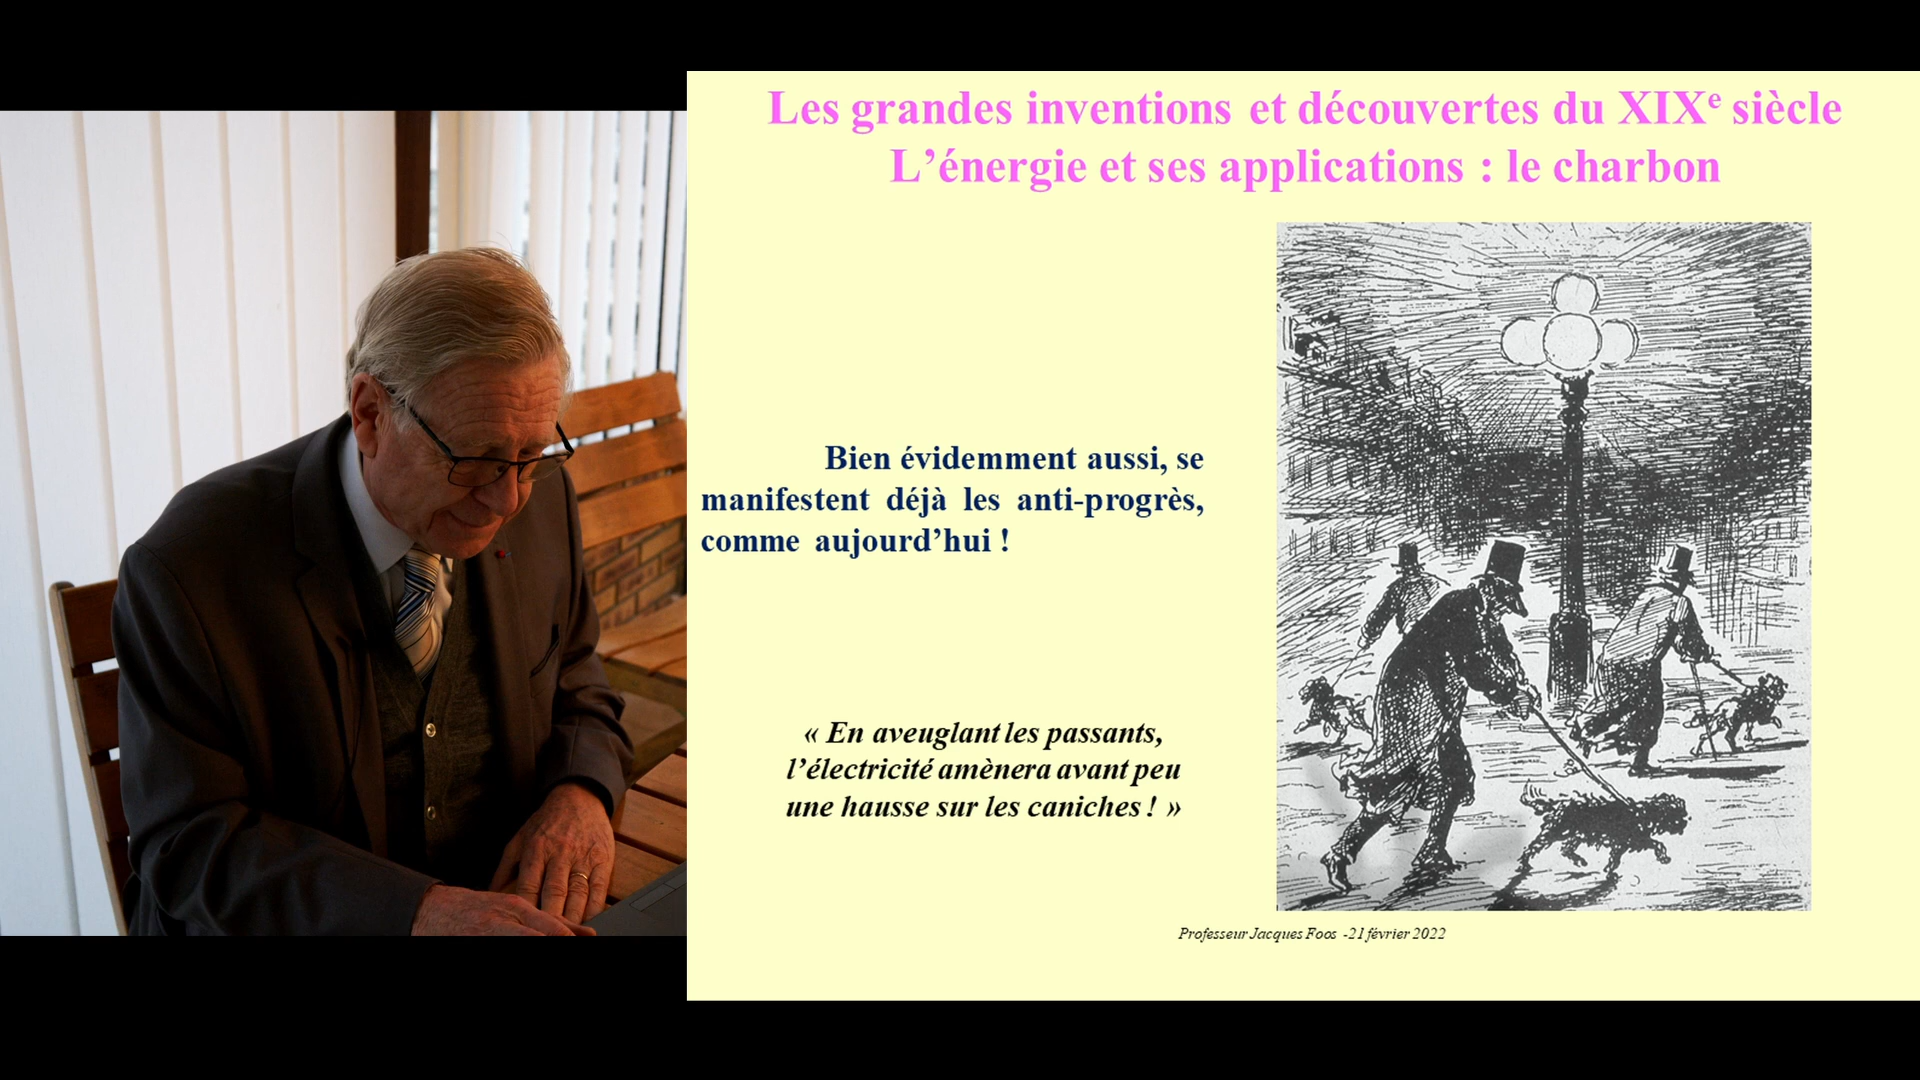 Les grandes inventions et découvertes du XIXe siècle
L’énergie et ses applications : le charbon
Bien évidemment aussi, se
manifestent déjà les anti-progrès,
comme aujourd’hui !
« En aveuglant les passants,
l’électricité amènera avant peu
une hausse sur les caniches ! »
Professeur Jacques Foos -21 février 2022